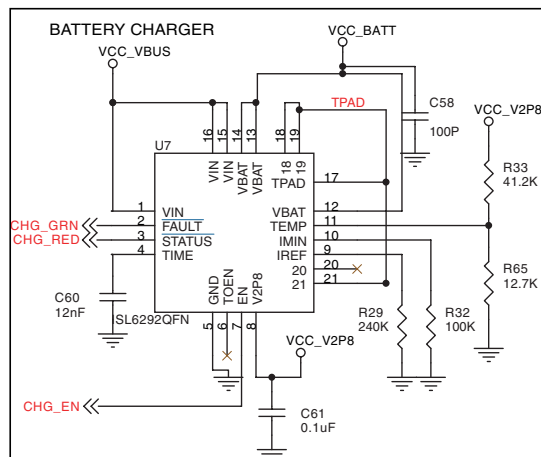 BATTERY CHARGER
VCC_VBUS
VCC_BATT
VCC_V2P8
TPAD
C58
100P
R33
41.2K
U7
16 15 14 13 18 19
VIN VIN VBAT VBAT 18 19
TPAD 17
1 VIN
VBAT 12
CHG_GRN 2 FAULT
TEMP 11
CHG_RED 3 STATUS
IMIN 10
4 TIME
IREF 9
20 20
21 21
GND TOEN EN V2P8
5 6 7 8
C60
12nF
ISL6292QFN
R65
12.7K
R29
240K
R32
100K
VCC_V2P8
CHG_EN
C61
0.1uF